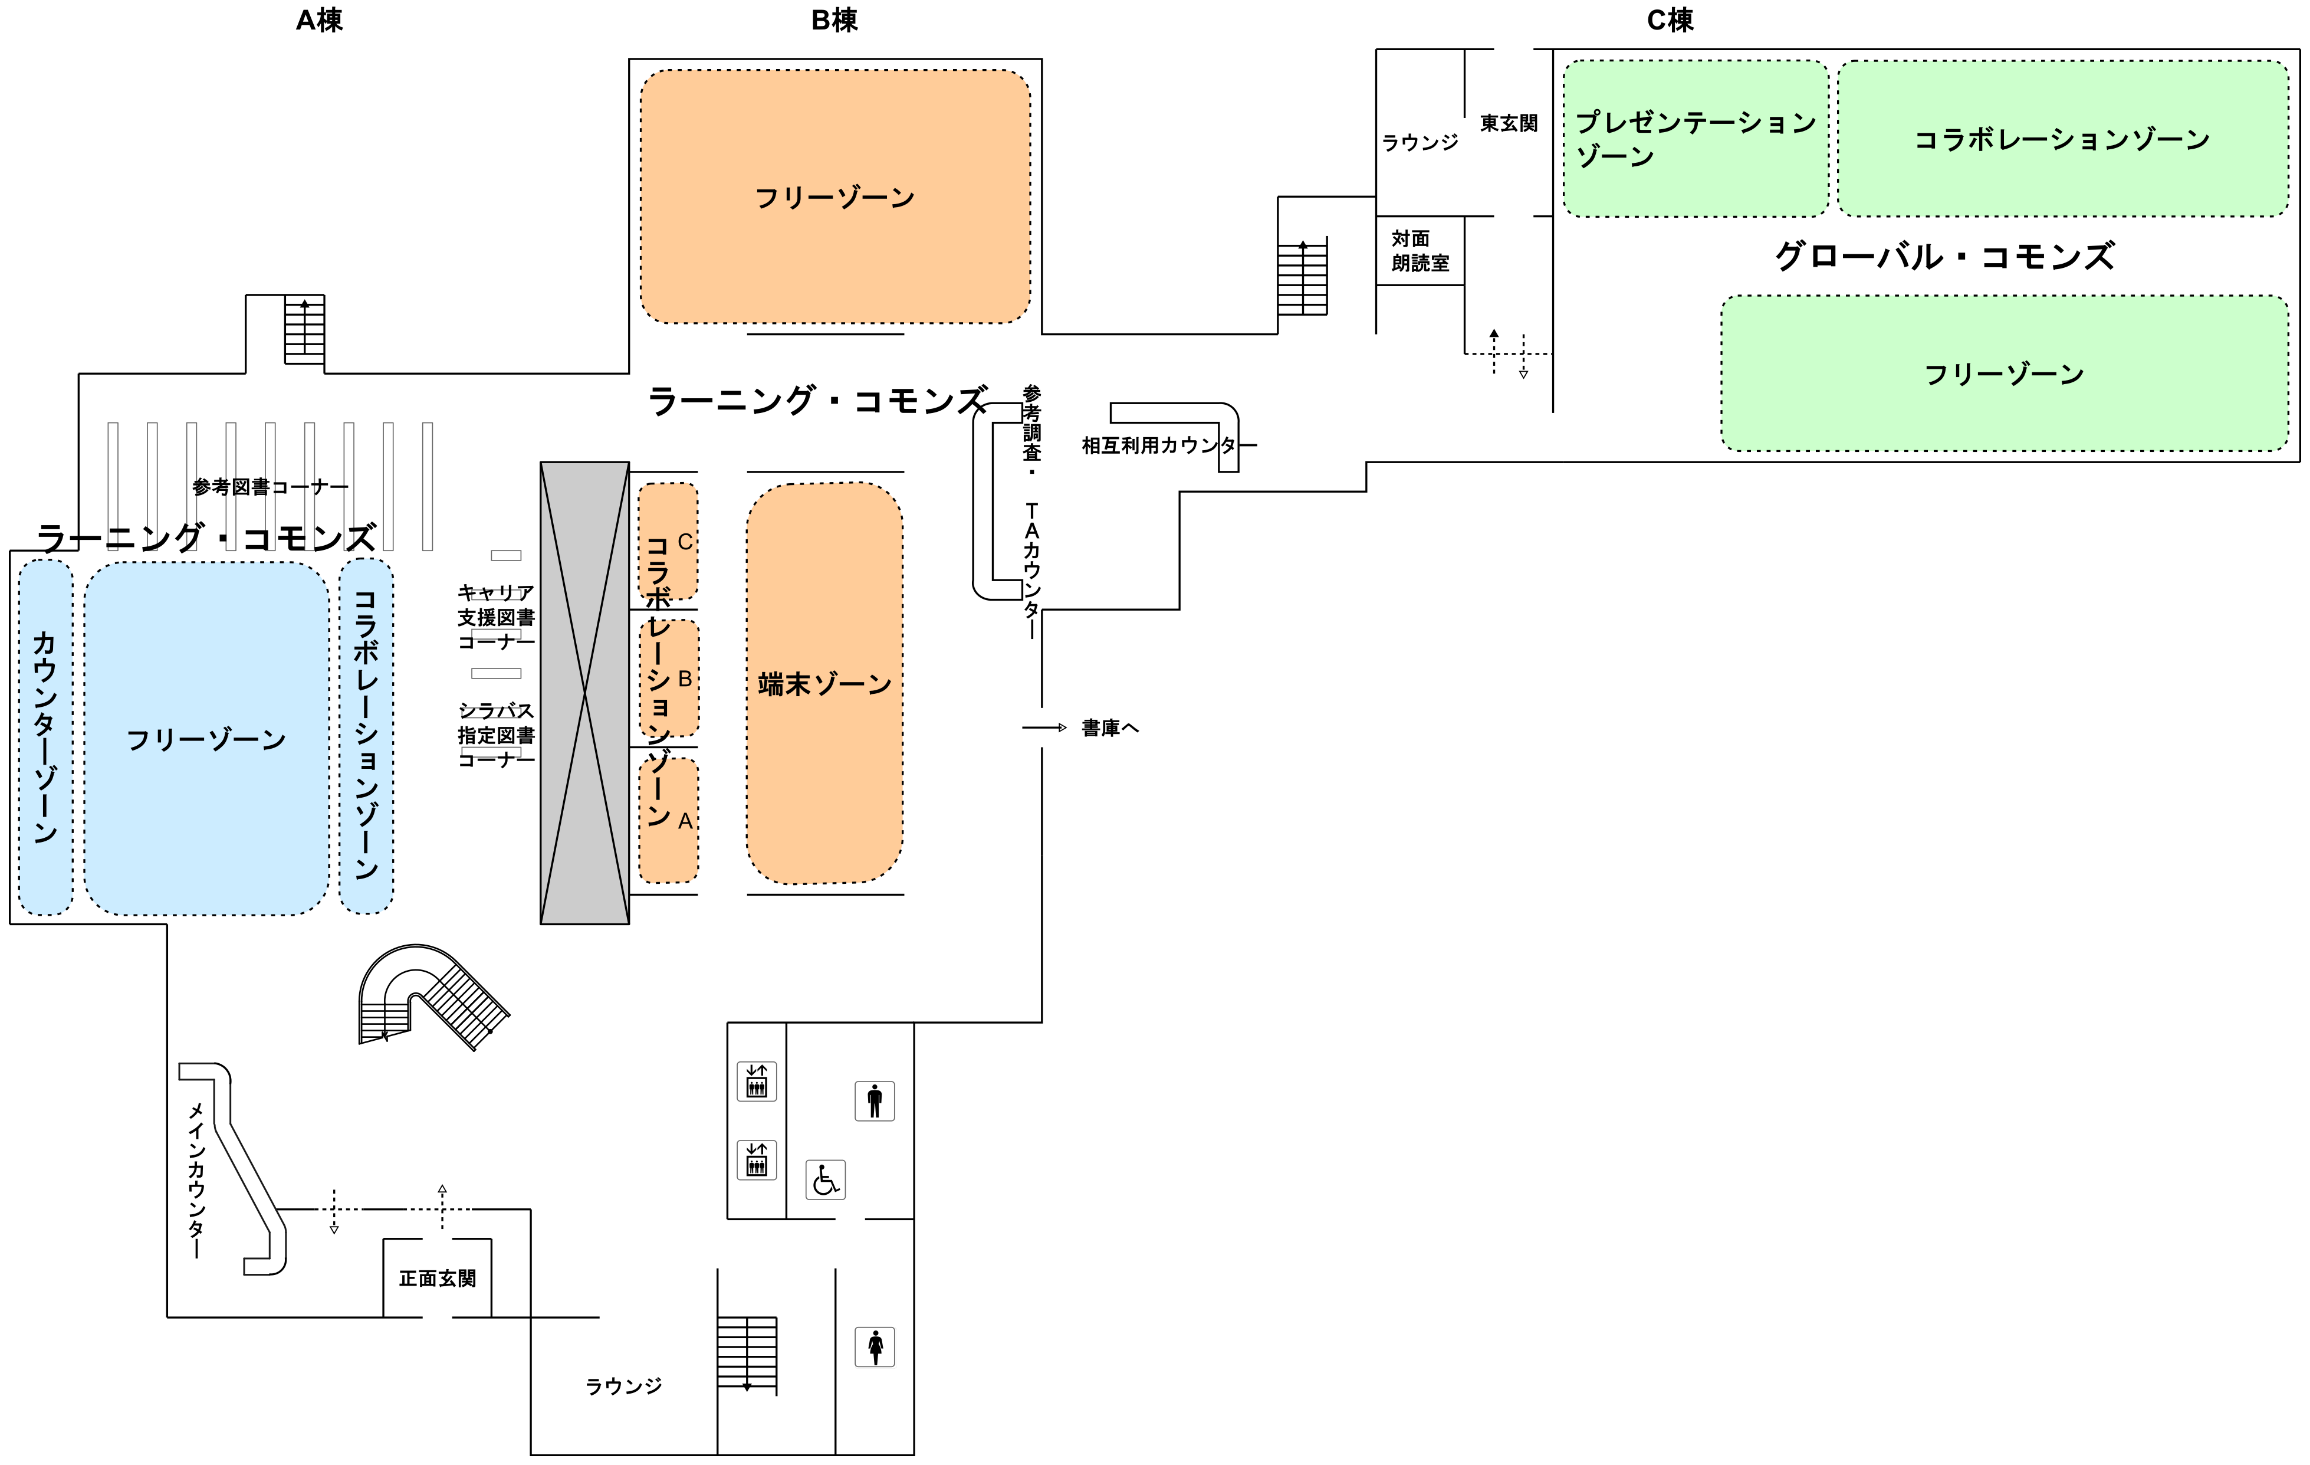 A棟
B棟
C棟
フリーゾーン
ラウンジ
東玄関
プレゼンテーション
ゾーン
コラボレーションゾーン
対面
朗読室
グローバル・コモンズ
フリーゾーン
ラーニング・コモンズ
参考調査・ TAカウンター
相互利用カウンター
参考図書コーナー
ラーニング・コモンズ
カウンターゾーン
フリーゾーン
コラボレーションゾーン
キャリア
支援図書
コーナー
シラバス
指定図書
コーナー
コラボレーションゾーン
C
B
A
端末ゾーン
書庫へ
メインカウンター
正面玄関
ラウンジ